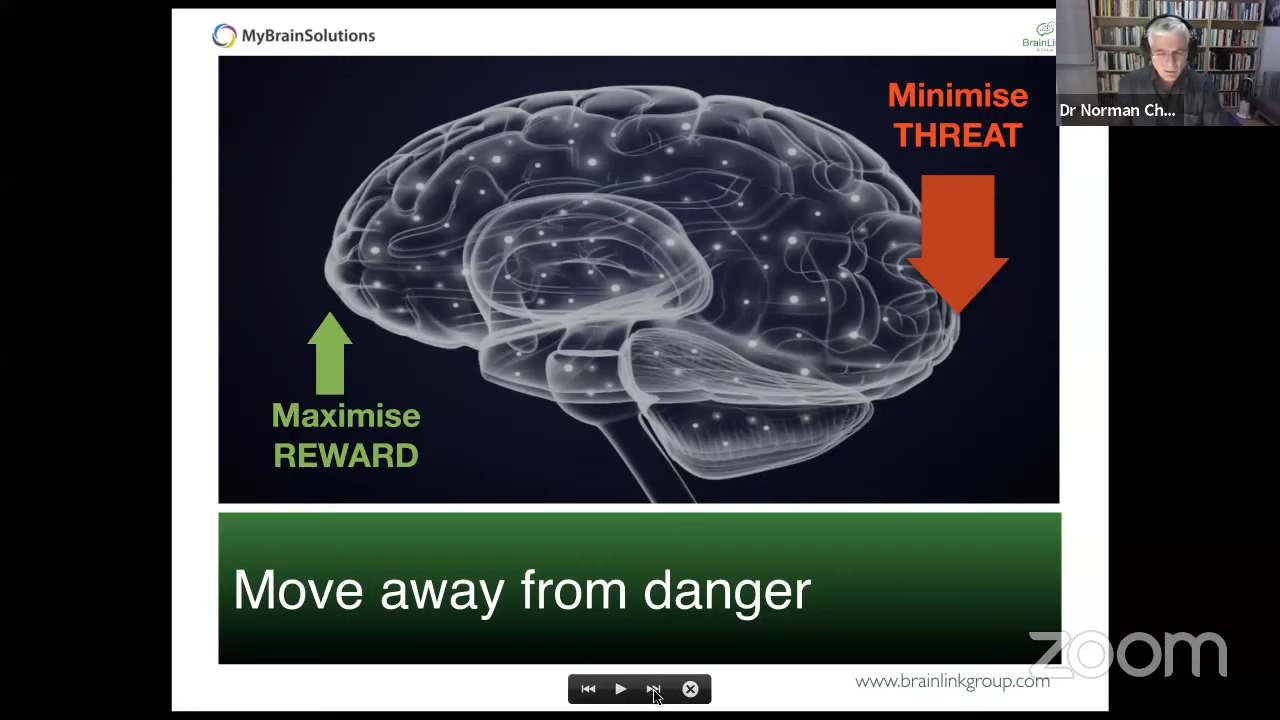 MyBrainSolutions
Minimise
THREAT
Dr Norman Ch...
Maximise
REWARD
Move away from danger
zoom
www.brainlinkgroup.com